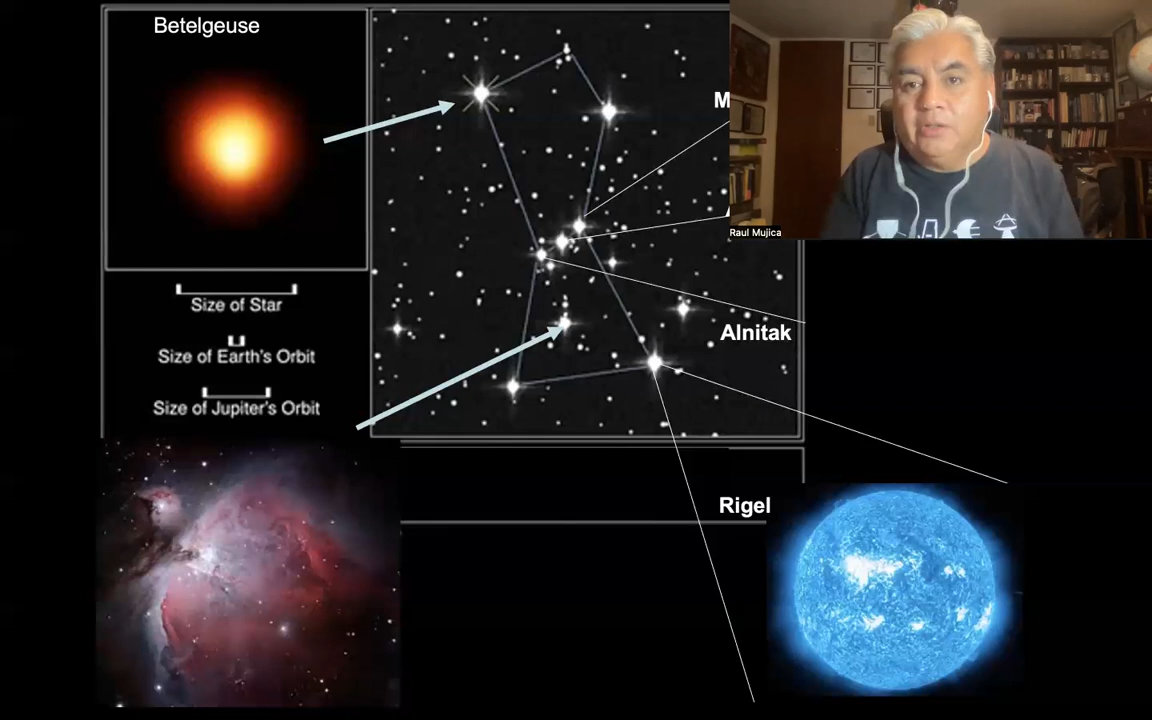 Betelgeuse
M
Raul Mujica
Size of Star
Size of Earth's Orbit
Alnitak
Size of Jupiter's Orbit
Rigel